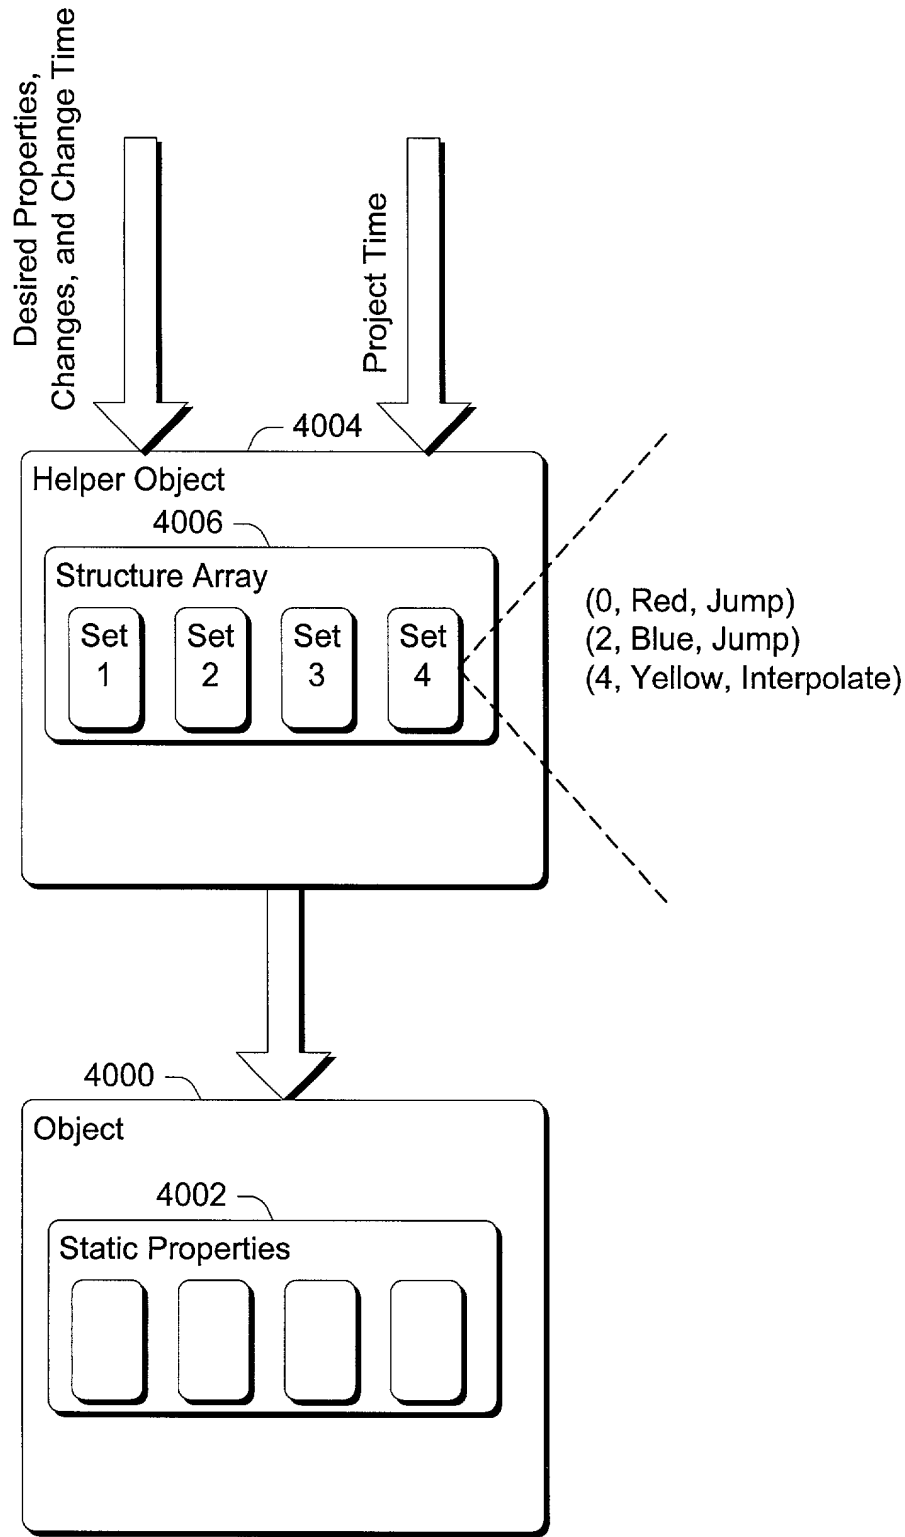 Desired Properties,
Changes, and Change Time
Project Time
4004
Helper Object
4006
Structure Array
Set
1
Set
2
Set
3
Set
4
(0, Red, Jump)
(2, Blue, Jump)
(4, Yellow, Interpolate)
4000
Object
4002
Static Properties